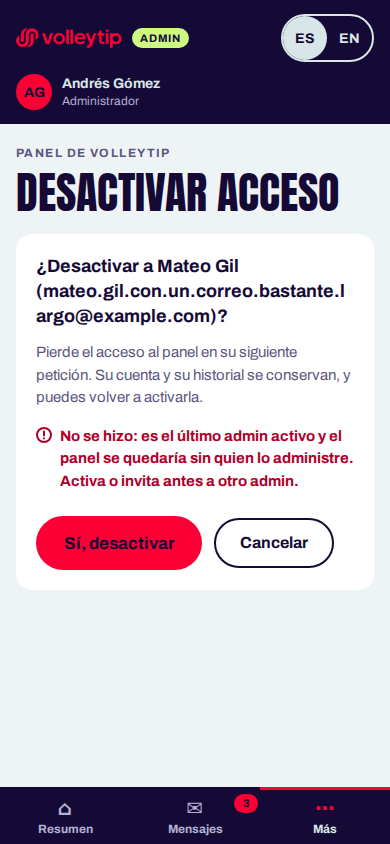 volleytip ADMIN ES EN
AG Andrés Gómez
Administrador
PANEL DE VOLLEYTIP
DESACTIVAR ACCESO
¿Desactivar a Mateo Gil
(mateo.gil.con.un.correo.bastante.l
argo@example.com)?
Pierde el acceso al panel en su siguiente
petición. Su cuenta y su historial se conservan, y
puedes volver a activarla.
No se hizo: es el último admin activo y el
panel se quedaría sin quien lo administre.
Activa o invita antes a otro admin.
Sí, desactivar Cancelar
3
Resumen Mensajes Más